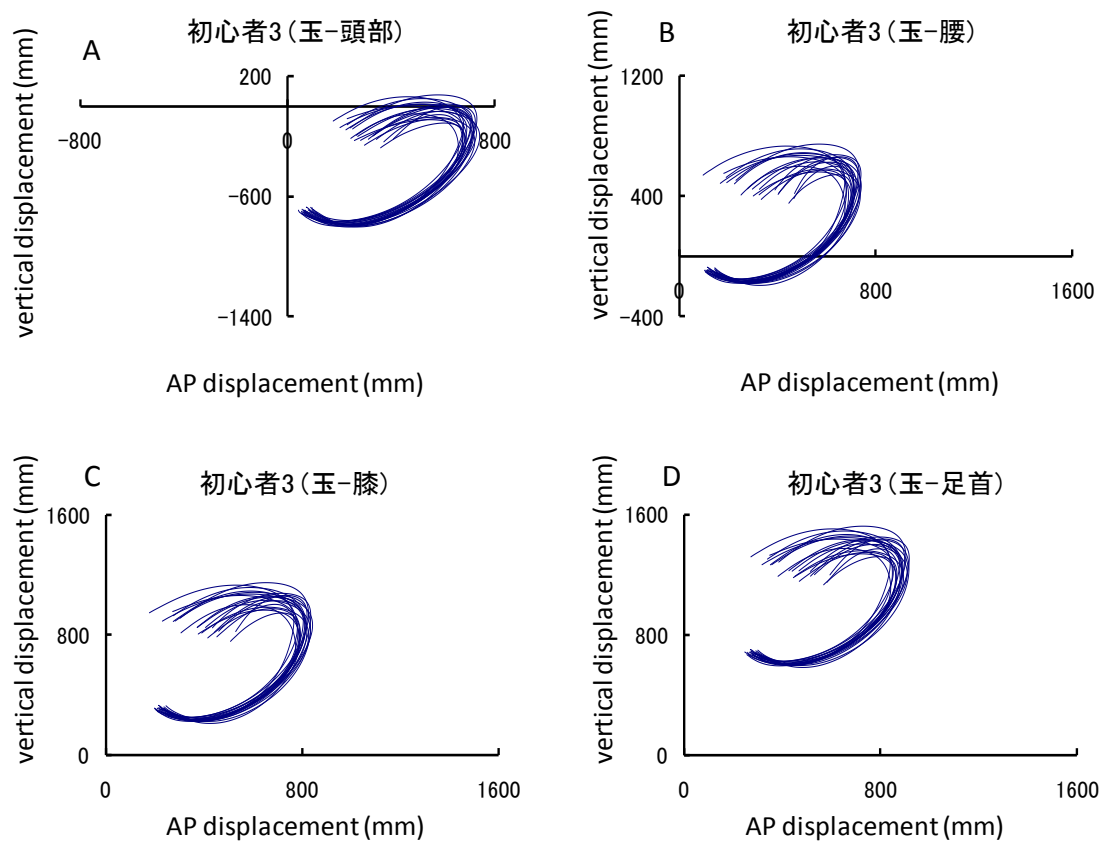 A
初心者3(玉-頭部)
vertical displacement (mm)
200
-800
0
800
-600
-1400
AP displacement (mm)
B
初心者3(玉-腰)
vertical displacement (mm)
1200
400
0
800
1600
-400
AP displacement (mm)
C
初心者3(玉-膝)
vertical displacement (mm)
1600
800
0
0
800
1600
AP displacement (mm)
D
初心者3(玉-足首)
vertical displacement (mm)
1600
800
0
0
800
1600
AP displacement (mm)